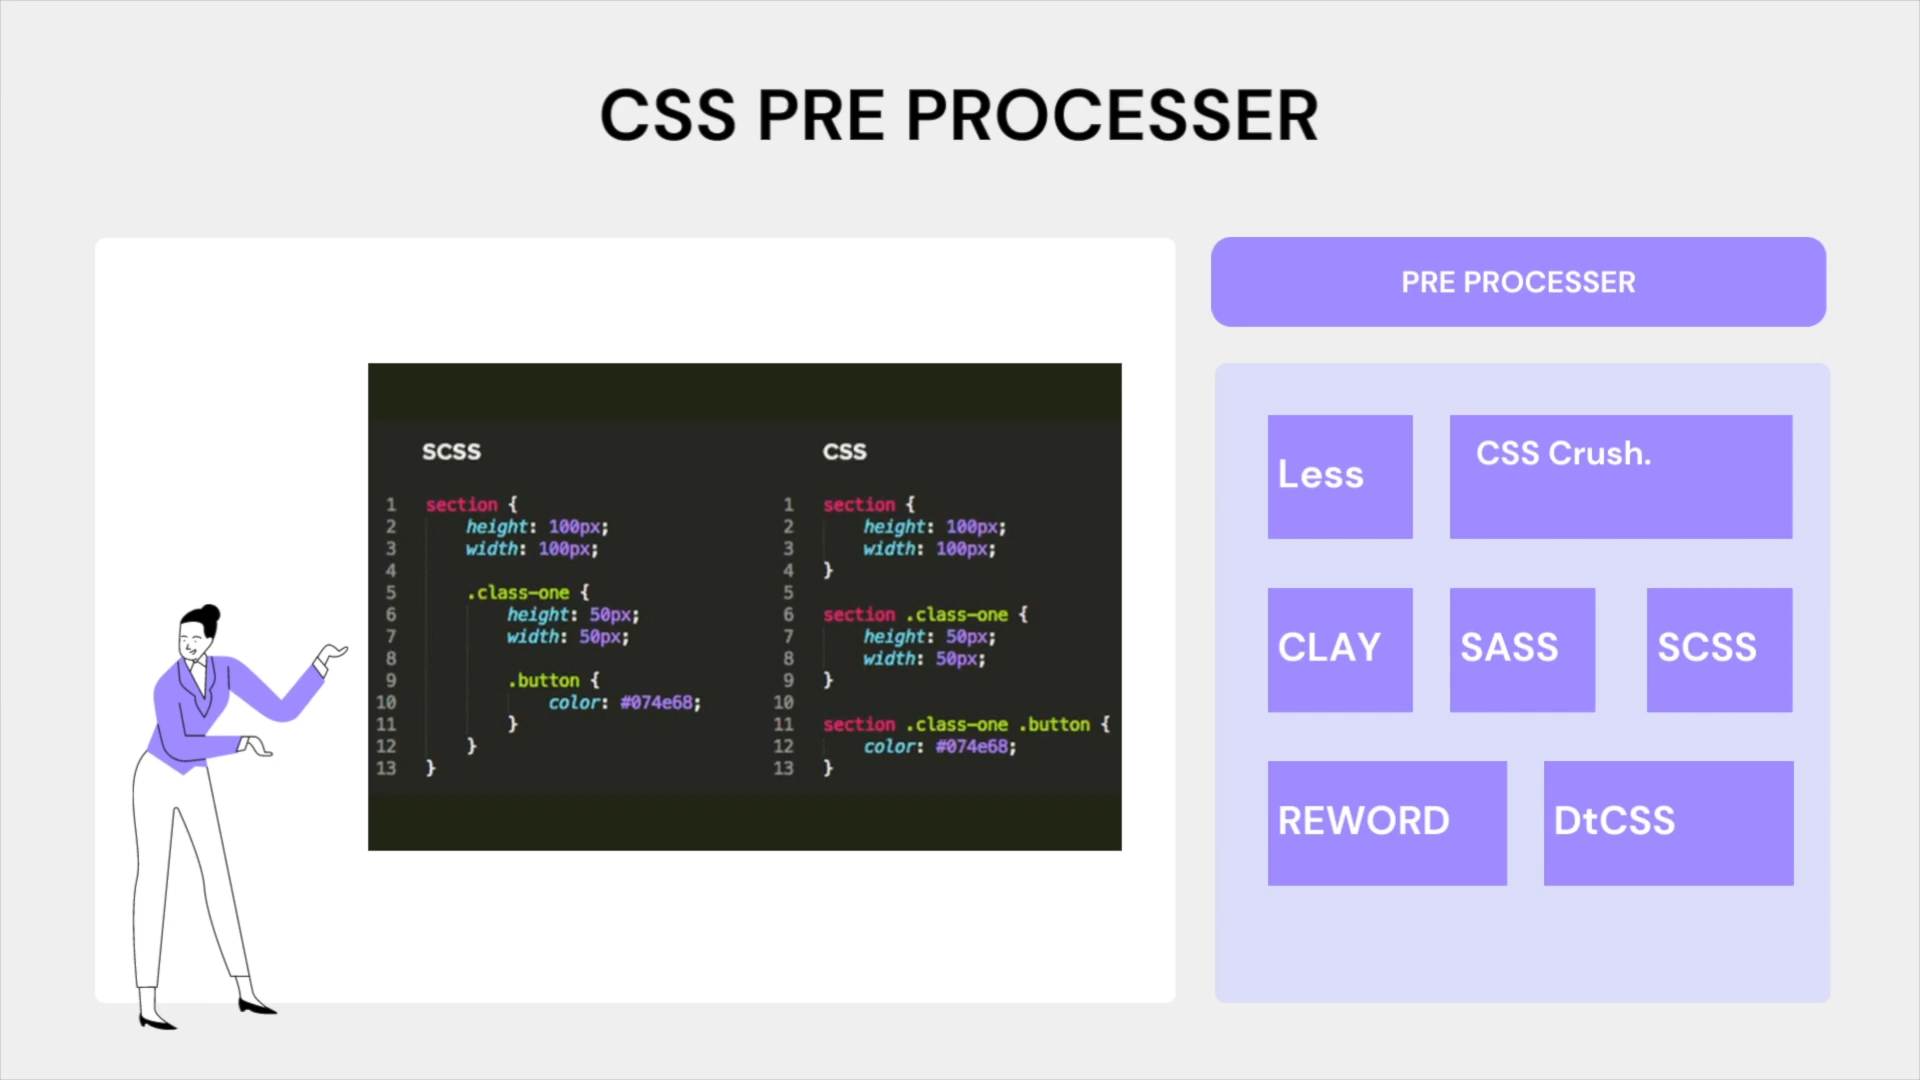 CSS PRE PROCESSER
SCSS
1 section {
2 height: 100px;
3 width: 100px;
4
5 .class-one {
6 height: 50px;
7 width: 50px;
8
9 .button {
10 color: #074e68;
11 }
12 }
13 }
CSS
1 section {
2 height: 100px;
3 width: 100px;
4 }
5
6 section .class-one {
7 height: 50px;
8 width: 50px;
9 }
10
11 section .class-one .button {
12 color: #074e68;
13 }
PRE PROCESSER
Less
CSS Crush.
CLAY
SASS
SCSS
REWORD
DtCSS